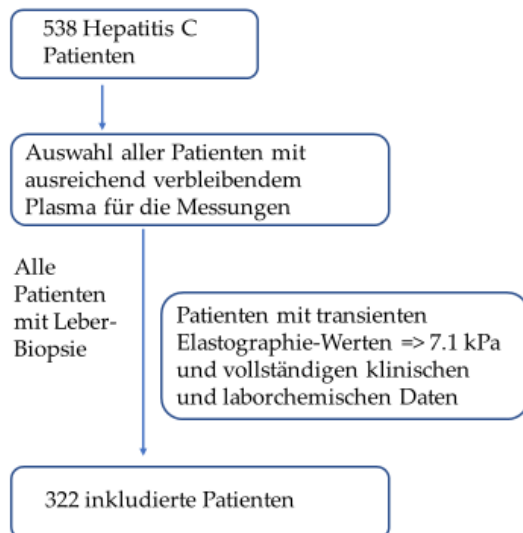 538 Hepatitis C
Patienten
Auswahl aller Patienten mit
ausreichend verbleibendem
Plasma für die Messungen
Alle
Patienten
mit Leber-
Biopsie
Patienten mit transienten
Elastographie-Werten => 7.1 kPa
und vollständigen klinischen
und laborchemischen Daten
322 inkludierte Patienten